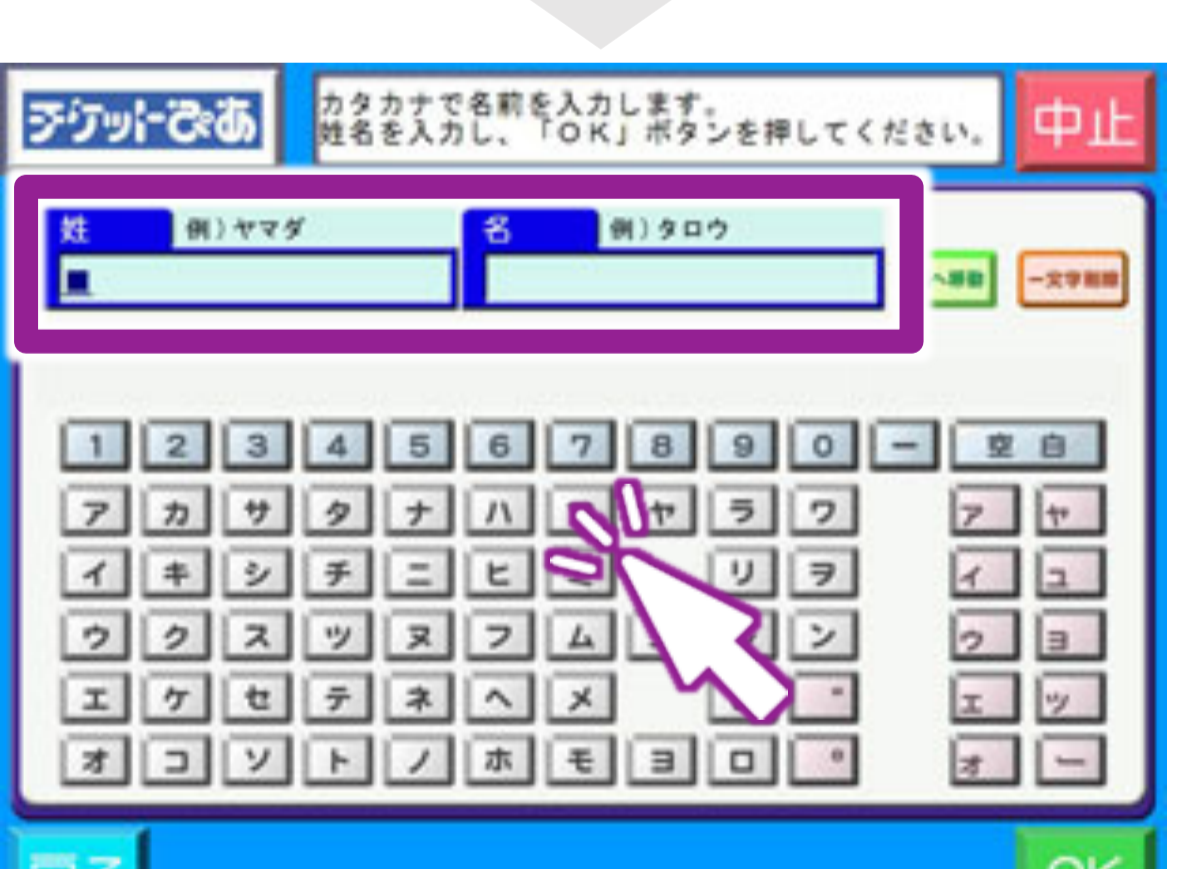 チケットぴあ
カタカナで名前を入力します。
姓名を入力し、「OK」ボタンを押してください。
中止
姓 例)ヤマダ 名 例)タロウ
一文字削除
1 2 3 4 5 6 7 8 9 0 ー 空白
ア カ サ タ ナ ハ ヤ ラ ワ ァ ャ
イ キ シ チ ニ ヒ ミ リ ヲ ィ ュ
ウ ク ス ツ ヌ フ ム ン ゥ ョ
エ ケ セ テ ネ ヘ メ ゛ ェ ッ
オ コ ソ ト ノ ホ モ ヨ ロ ゜ ォ ー
戻る OK